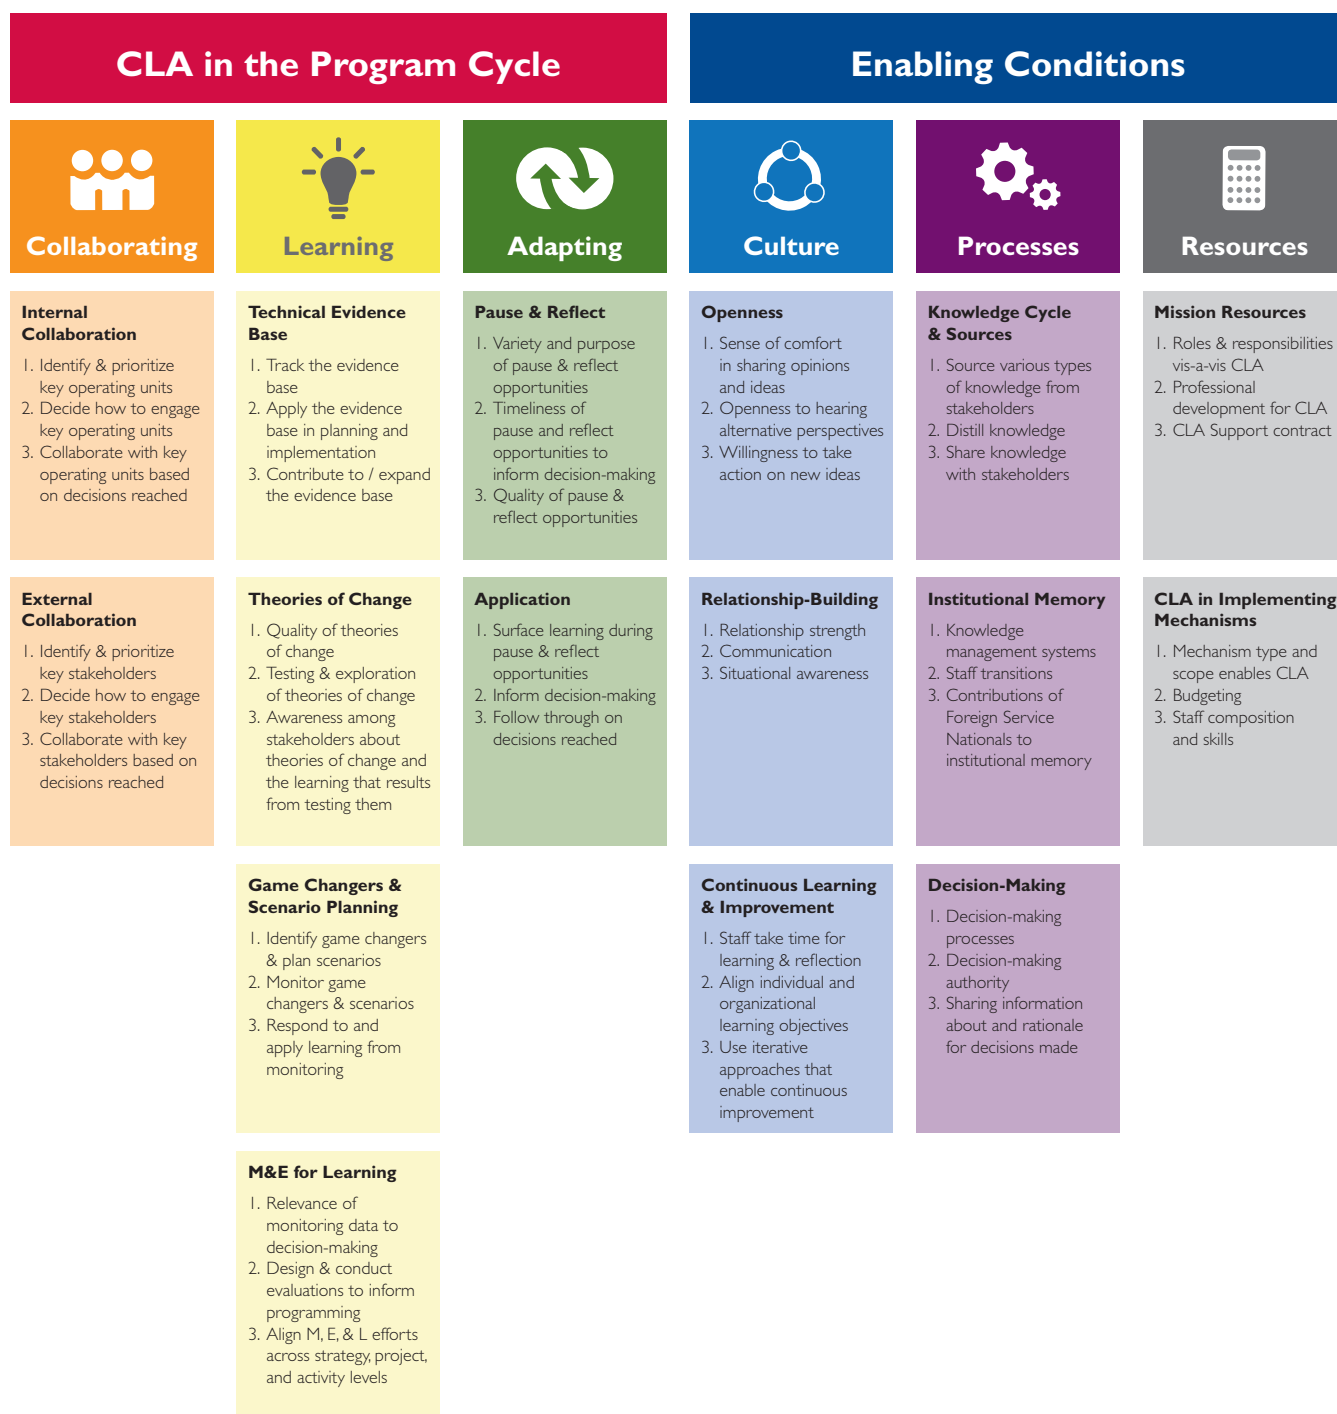 CLA in the Program Cycle
Enabling Conditions
Collaborating
Learning
Adapting
Culture
Processes
Resources
Internal
Collaboration
1. Identify & prioritize
key operating units
2. Decide how to engage
key operating units
3. Collaborate with key
operating units based
on decisions reached
External
Collaboration
1. Identify & prioritize
key stakeholders
2. Decide how to engage
key stakeholders
3. Collaborate with key
stakeholders based on
decisions reached
Technical Evidence
Base
1. Track the evidence
base
2. Apply the evidence
base in planning and
implementation
3. Contribute to / expand
the evidence base
Theories of Change
1. Quality of theories
of change
2. Testing & exploration
of theories of change
3. Awareness among
stakeholders about
theories of change and
the learning that results
from testing them
Game Changers &
Scenario Planning
1. Identify game changers
& plan scenarios
2. Monitor game
changers & scenarios
3. Respond to and
apply learning from
monitoring
M&E for Learning
1. Relevance of
monitoring data to
decision-making
2. Design & conduct
evaluations to inform
programming
3. Align M, E, & L efforts
across strategy, project,
and activity levels
Pause & Reflect
1. Variety and purpose
of pause & reflect
opportunities
2. Timeliness of
pause and reflect
opportunities to
inform decision-making
3. Quality of pause &
reflect opportunities
Application
1. Surface learning during
pause & reflect
opportunities
2. Inform decision-making
3. Follow through on
decisions reached
Openness
1. Sense of comfort
in sharing opinions
and ideas
2. Openness to hearing
alternative perspectives
3. Willingness to take
action on new ideas
Relationship-Building
1. Relationship strength
2. Communication
3. Situational awareness
Continuous Learning
& Improvement
1. Staff take time for
learning & reflection
2. Align individual and
organizational
learning objectives
3. Use iterative
approaches that
enable continuous
improvement
Knowledge Cycle
& Sources
1. Source various types
of knowledge from
stakeholders
2. Distill knowledge
3. Share knowledge
with stakeholders
Institutional Memory
1. Knowledge
management systems
2. Staff transitions
3. Contributions of
Foreign Service
Nationals to
institutional memory
Decision-Making
1. Decision-making
processes
2. Decision-making
authority
3. Sharing information
about and rationale
for decisions made
Mission Resources
1. Roles & responsibilities
vis-a-vis CLA
2. Professional
development for CLA
3. CLA Support contract
CLA in Implementing
Mechanisms
1. Mechanism type and
scope enables CLA
2. Budgeting
3. Staff composition
and skills